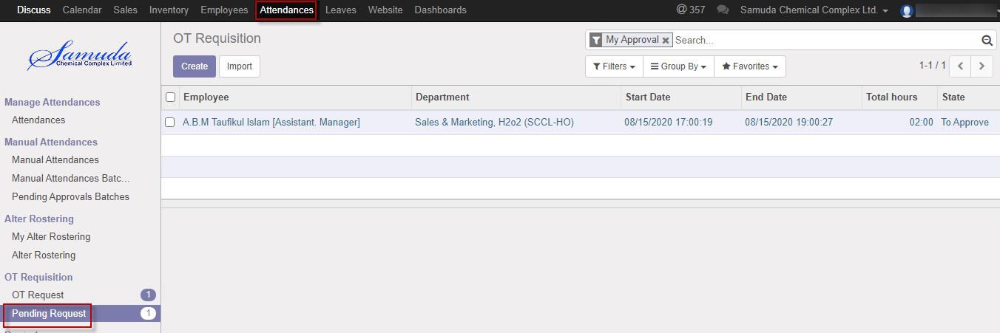 Discuss Calendar Sales Inventory Employees Attendances Leaves Website Dashboards @ 357 Samuda Chemical Complex Ltd.
Samuda
Chemical Complex Limited
OT Requisition
My Approval Search...
Create Import
Filters Group By Favorites 1-1 / 1
Manage Attendances
Attendances
Manual Attendances
Manual Attendances
Manual Attendances Batc...
Pending Approvals Batches
Alter Rostering
My Alter Rostering
Alter Rostering
OT Requisition
OT Request 1
Pending Request 1
Employee Department Start Date End Date Total hours State
A.B.M Taufikul Islam [Assistant. Manager] Sales & Marketing, H2o2 (SCCL-HO) 08/15/2020 17:00:19 08/15/2020 19:00:27 02:00 To Approve